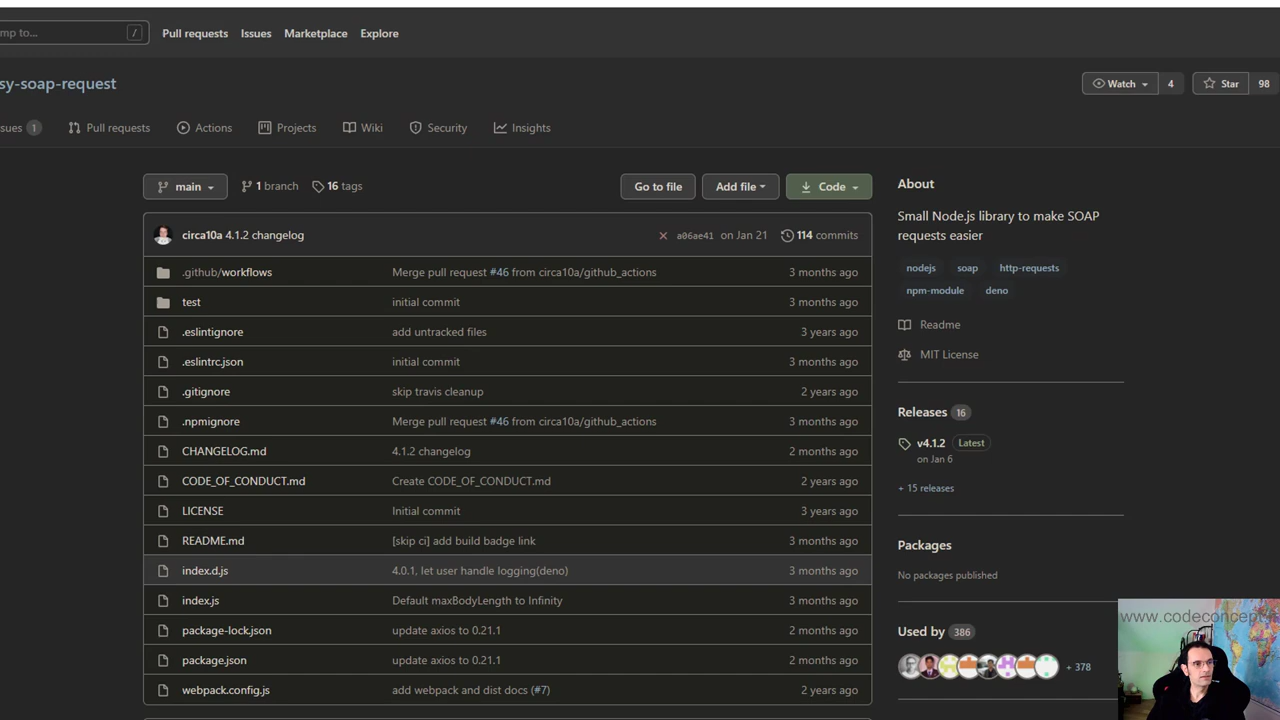 mp to... /
Pull requests Issues Marketplace Explore
sy-soap-request
Watch 4 Star 98
sues 1 Pull requests Actions Projects Wiki Security Insights
main 1 branch 16 tags Go to file Add file Code
circa10a 4.1.2 changelog a06ae41 on Jan 21 114 commits
.github/workflows Merge pull request #46 from circa10a/github_actions 3 months ago
test initial commit 3 months ago
.eslintignore add untracked files 3 years ago
.eslintrc.json initial commit 3 months ago
.gitignore skip travis cleanup 2 years ago
.npmignore Merge pull request #46 from circa10a/github_actions 3 months ago
CHANGELOG.md 4.1.2 changelog 2 months ago
CODE_OF_CONDUCT.md Create CODE_OF_CONDUCT.md 2 years ago
LICENSE Initial commit 3 years ago
README.md [skip ci] add build badge link 3 months ago
index.d.js 4.0.1, let user handle logging(deno) 3 months ago
index.js Default maxBodyLength to Infinity 3 months ago
package-lock.json update axios to 0.21.1 2 months ago
package.json update axios to 0.21.1 2 months ago
webpack.config.js add webpack and dist docs (#7) 2 years ago
About
Small Node.js library to make SOAP
requests easier
nodejs soap http-requests
npm-module deno
Readme
MIT License
Releases 16
v4.1.2 Latest
on Jan 6
+ 15 releases
Packages
No packages published
Used by 386
+ 378